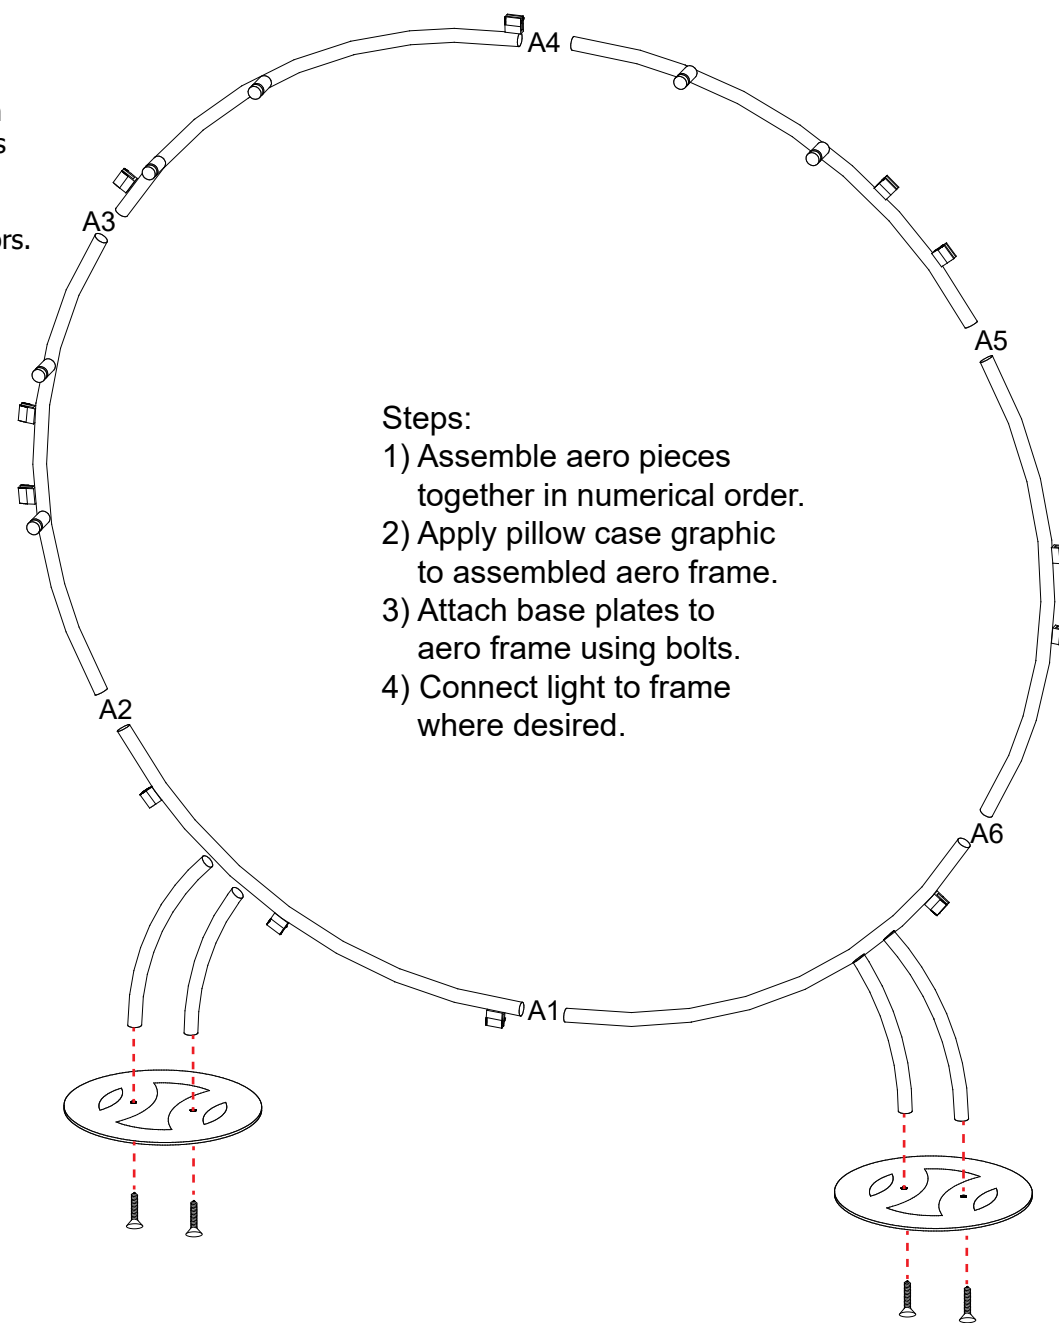 A4
s
A3
ors.
A5
Steps:
1) Assemble aero pieces
together in numerical order.
2) Apply pillow case graphic
to assembled aero frame.
3) Attach base plates to
aero frame using bolts.
4) Connect light to frame
where desired.
A2
A6
A1